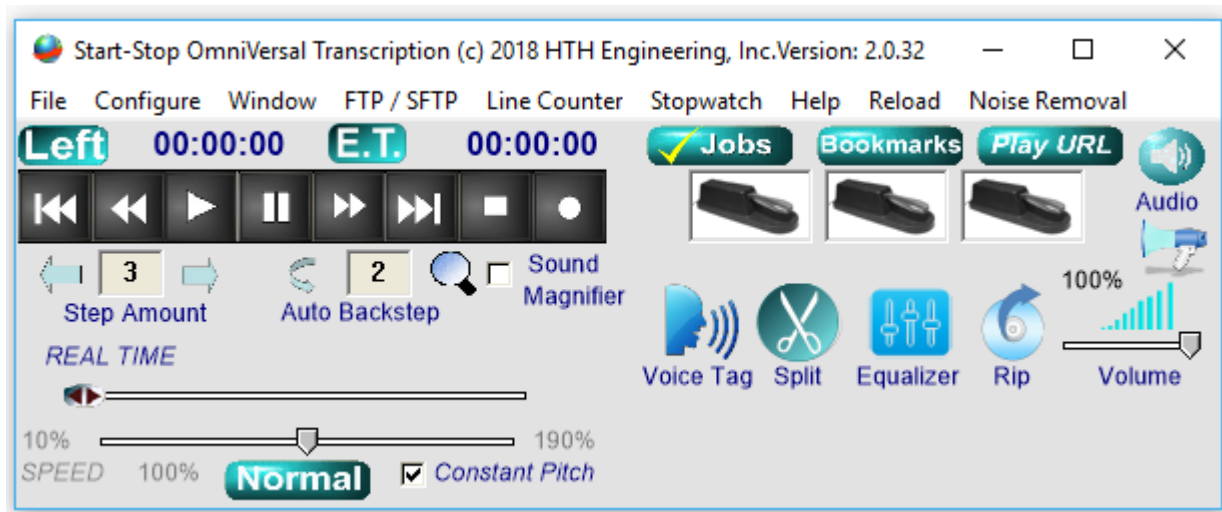 Start-Stop OmniVersal Transcription (c) 2018 HTH Engineering, Inc.Version: 2.0.32
File Configure Window FTP / SFTP Line Counter Stopwatch Help Reload Noise Removal
Left 00:00:00 E.T. 00:00:00 Jobs Bookmarks Play URL
Audio
3 2 Sound
Magnifier
Step Amount Auto Backstep
100%
REAL TIME
Voice Tag Split Equalizer Rip Volume
10% 190%
SPEED 100% Normal Constant Pitch